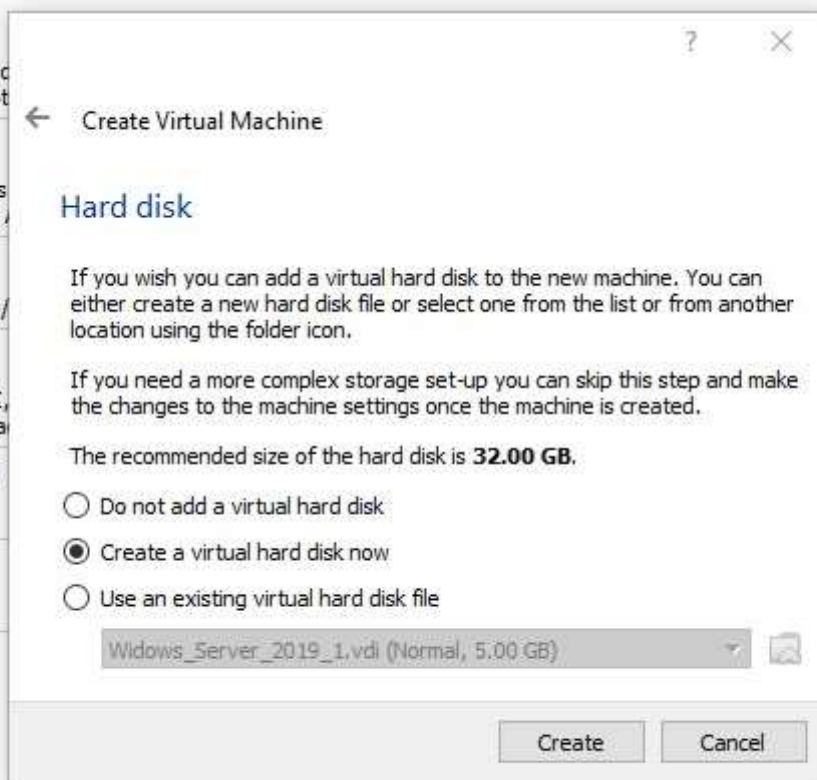 ?
Create Virtual Machine
Hard disk
If you wish you can add a virtual hard disk to the new machine. You can
either create a new hard disk file or select one from the list or from another
location using the folder icon.
If you need a more complex storage set-up you can skip this step and make
the changes to the machine settings once the machine is created.
The recommended size of the hard disk is 32.00 GB.
Do not add a virtual hard disk
Create a virtual hard disk now
Use an existing virtual hard disk file
Widows_Server_2019_1.vdi (Normal, 5.00 GB)
Create Cancel